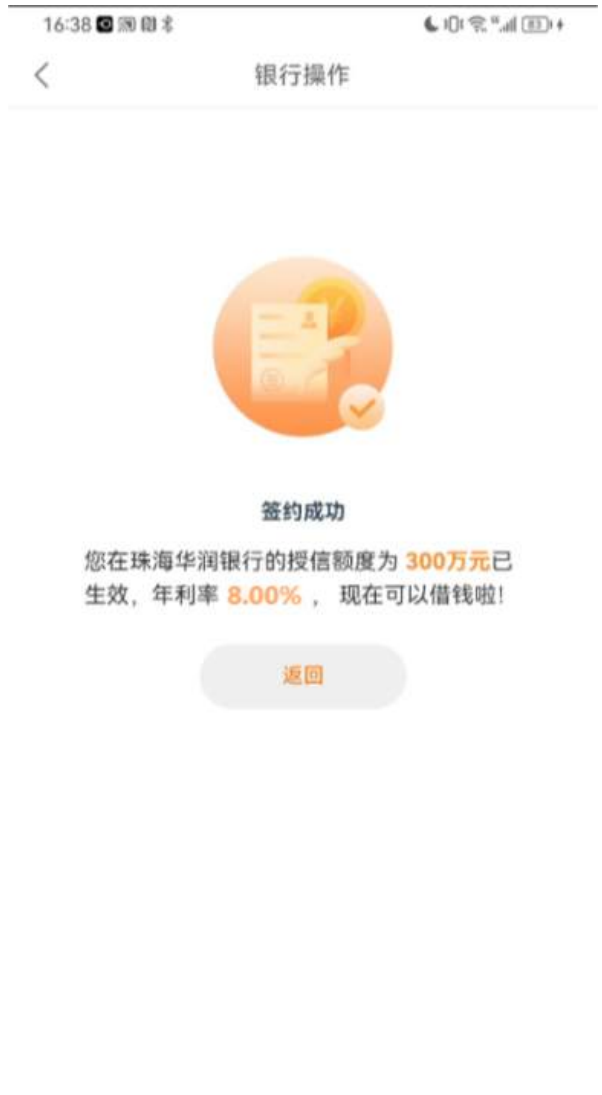 16:38
83
银行操作
签约成功
您在珠海华润银行的授信额度为 300万元已
生效，年利率 8.00% ， 现在可以借钱啦！
返回